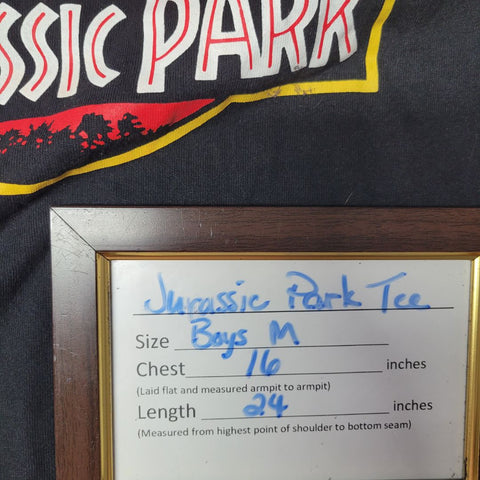 ASSIC PARK
Jurassic Park Tee
Size Boys M
Chest 16 inches
(Laid flat and measured armpit to armpit)
Length 24 inches
(Measured from highest point of shoulder to bottom seam)